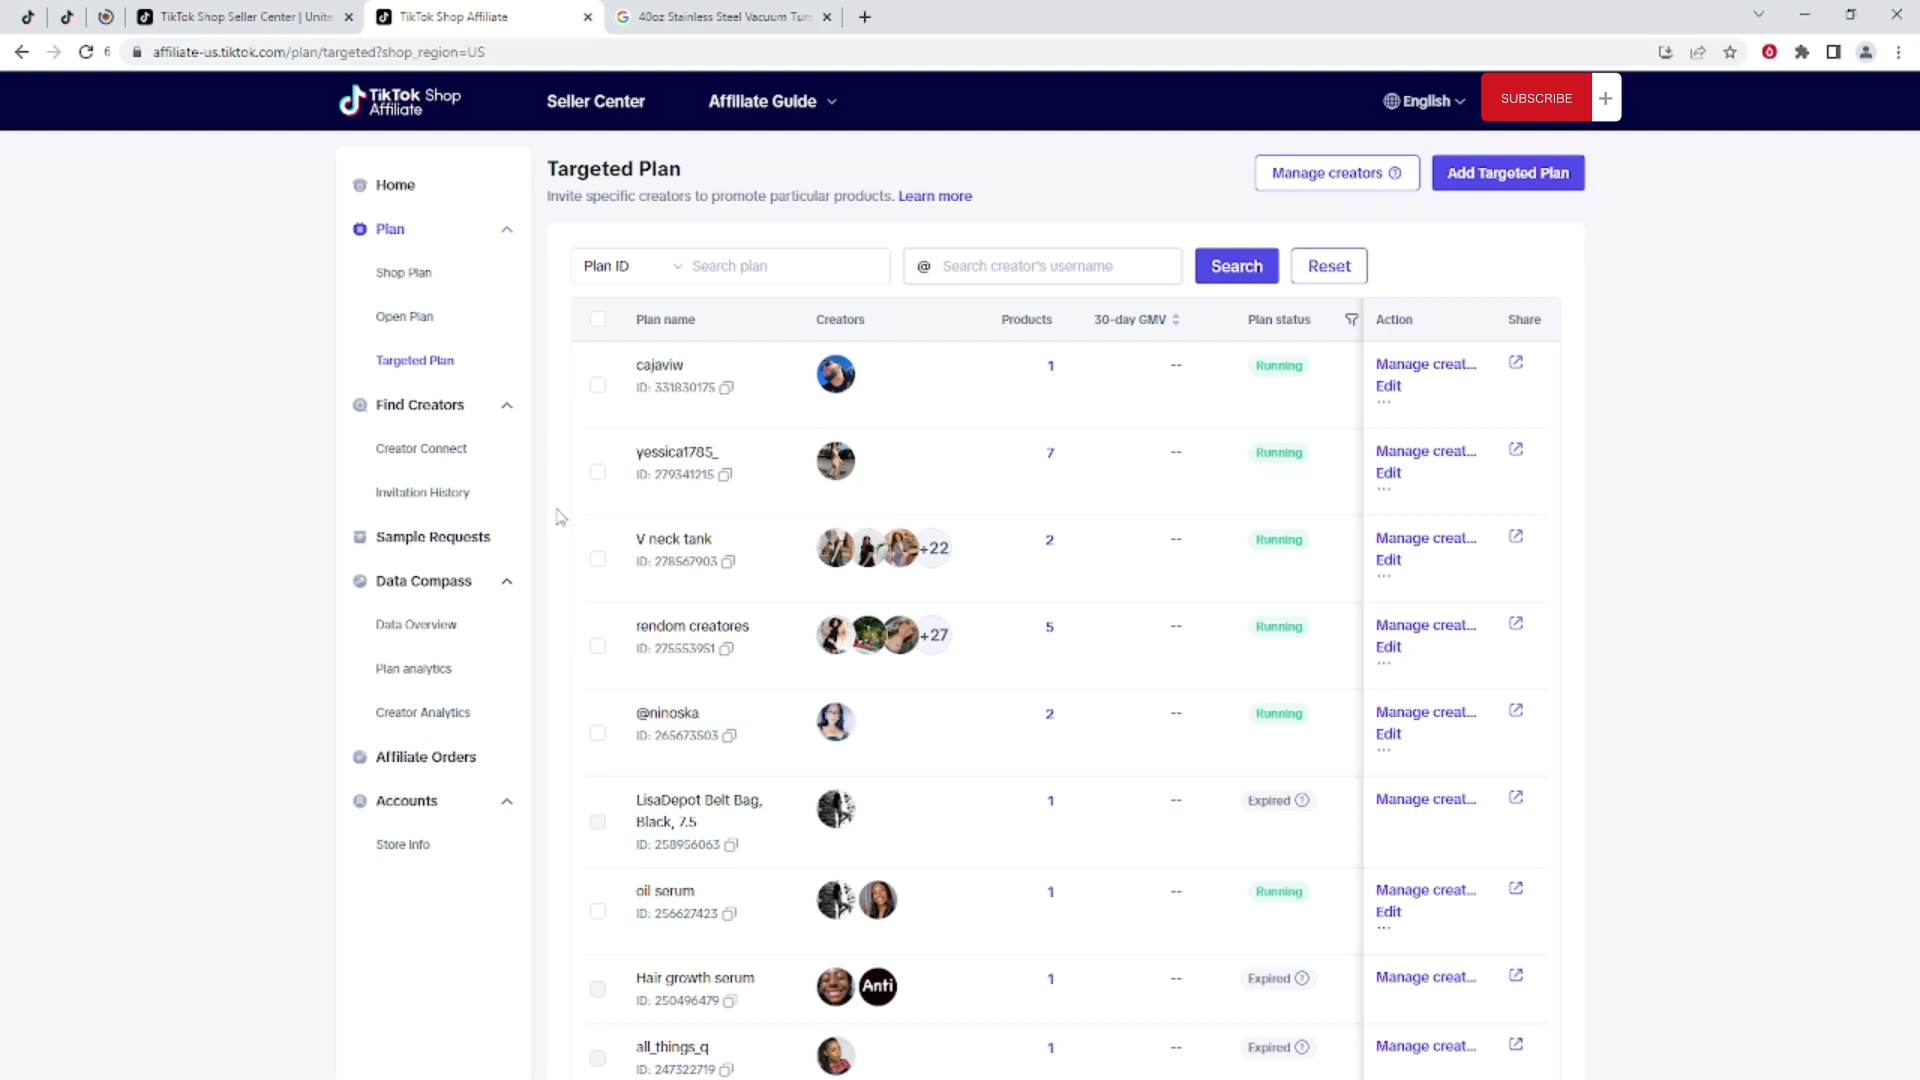 TikTok Shop Seller Center | Unite
TikTok Shop Affiliate
40oz Stainless Steel Vacuum Tum
6
affiliate-us.tiktok.com/plan/targeted?shop_region=US
TikTok Shop
Affiliate
Seller Center
Affiliate Guide
English
SUBSCRIBE
Home
Plan
Shop Plan
Open Plan
Targeted Plan
Find Creators
Creator Connect
Invitation History
Sample Requests
Data Compass
Data Overview
Plan analytics
Creator Analytics
Affiliate Orders
Accounts
Store Info
Targeted Plan
Invite specific creators to promote particular products. Learn more
Manage creators
Add Targeted Plan
Plan ID
Search plan
@ Search creator's username
Search
Reset
Plan name Creators Products 30-day GMV Plan status Action Share
cajaviw 1 -- Running Manage creat...
ID: 331830175 Edit
...
yessica1785_ 7 -- Running Manage creat...
ID: 279341215 Edit
...
V neck tank +22 2 -- Running Manage creat...
ID: 278567903 Edit
...
rendom creatores +27 5 -- Running Manage creat...
ID: 275553951 Edit
...
@ninoska 2 -- Running Manage creat...
ID: 265673503 Edit
...
LisaDepot Belt Bag, 1 -- Expired Manage creat...
Black, 7.5
ID: 258956063
oil serum 1 -- Running Manage creat...
ID: 256627423 Edit
...
Hair growth serum Anti 1 -- Expired Manage creat...
ID: 250496479
all_things_q 1 -- Expired Manage creat...
ID: 247322719